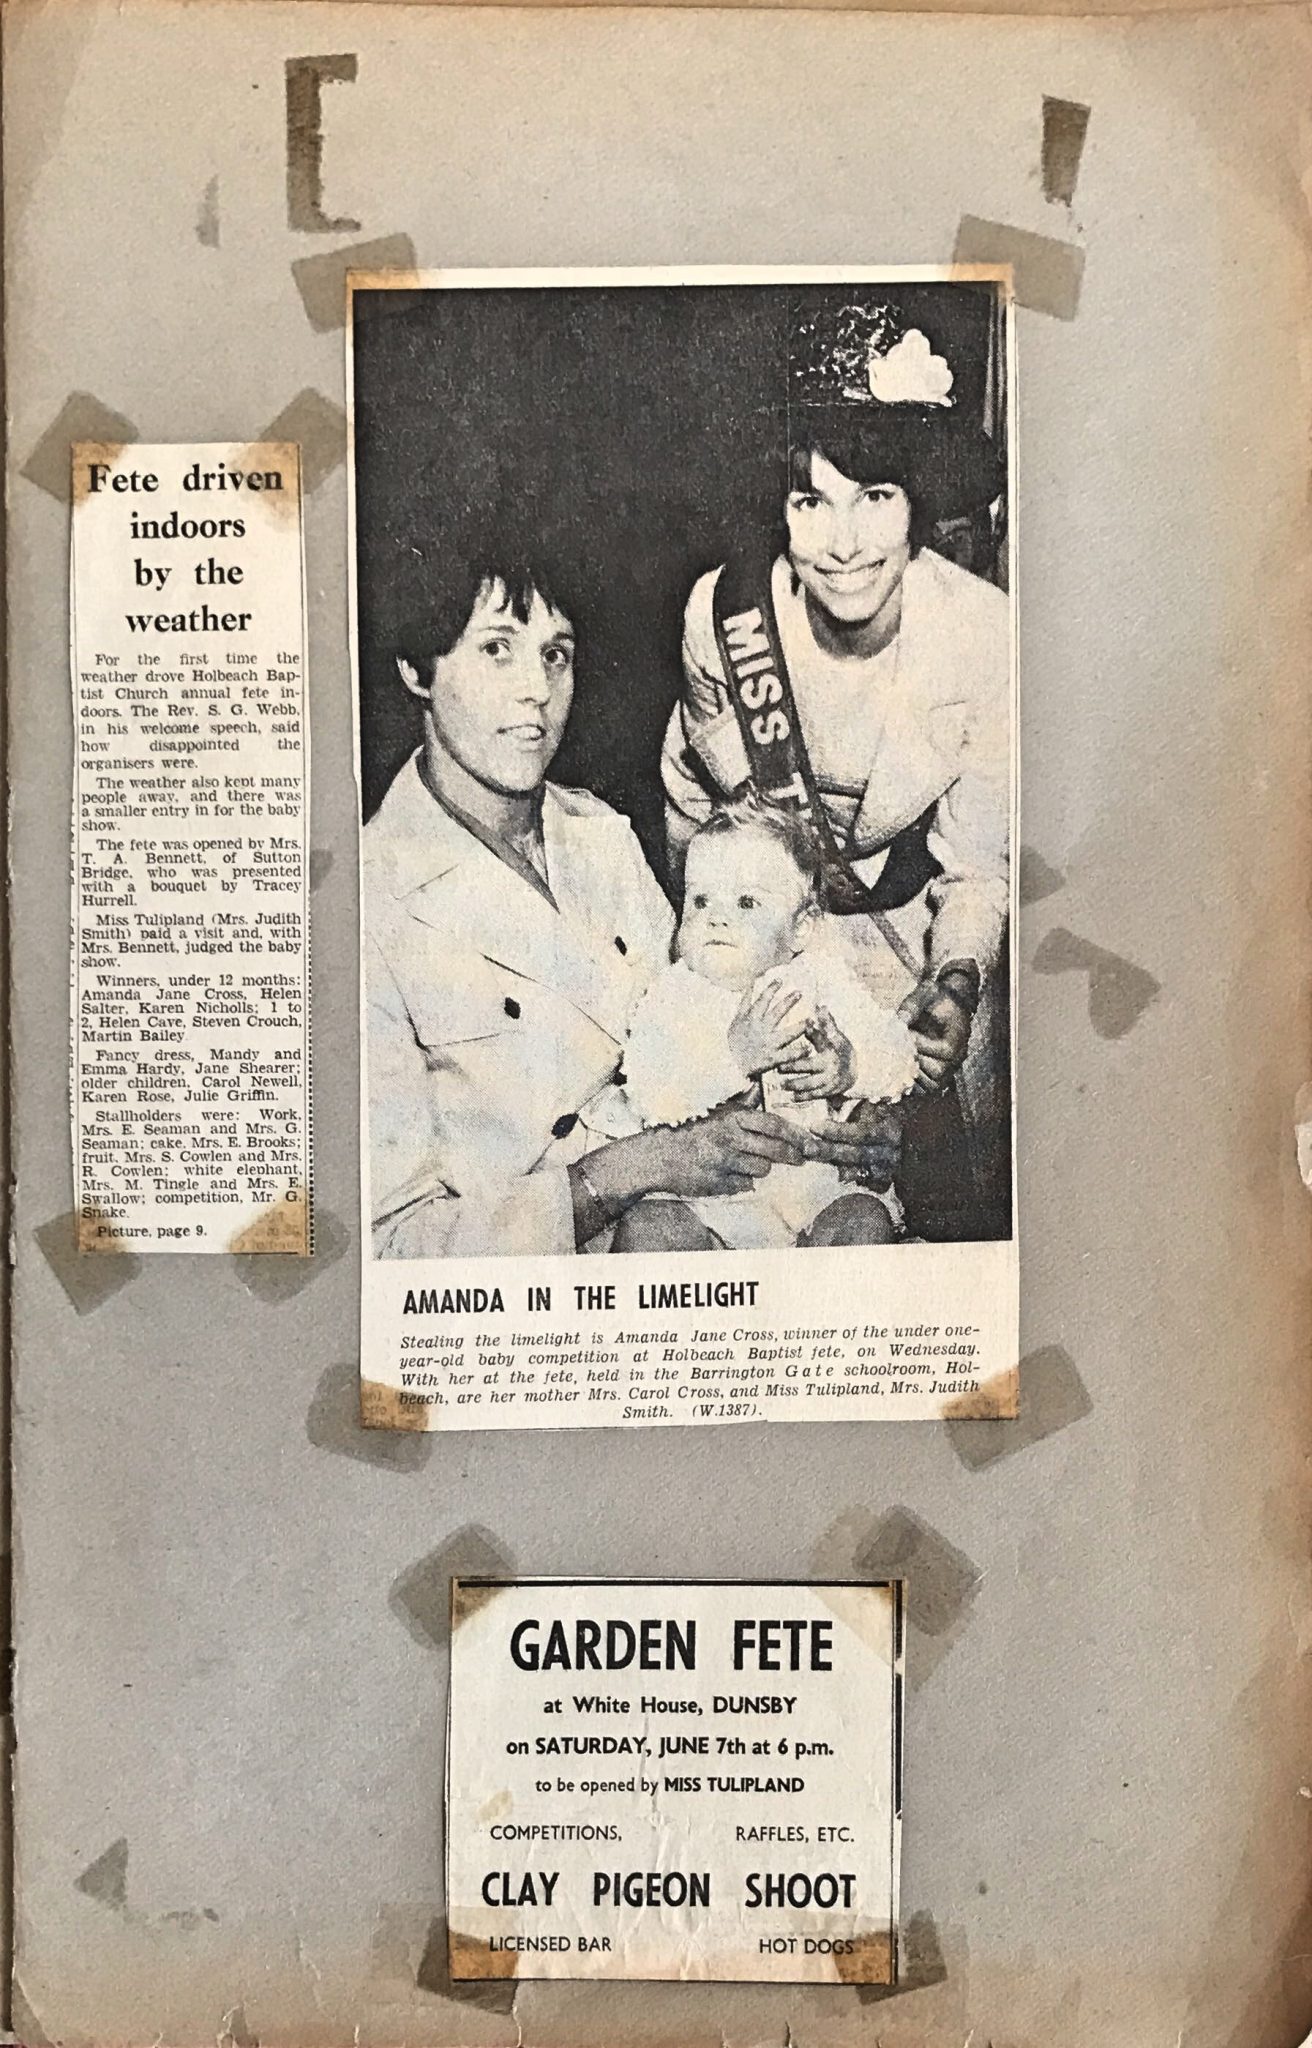 Fete driven
indoors
by the
weather
For the first time the
weather drove Holbeach Bap-
tist Church annual fete in-
doors. The Rev. S. G. Webb,
in his welcome speech, said
how disappointed the
organisers were.
The weather also kept many
people away, and there was
a smaller entry in for the baby
show.
The fete was opened by Mrs.
T. A. Bennett, of Sutton
Bridge, who was presented
with a bouquet by Tracey
Hurrell.
Miss Tulipland (Mrs. Judith
Smith) paid a visit and, with
Mrs. Bennett, judged the baby
show.
Winners, under 12 months:
Amanda Jane Cross, Helen
Salter, Karen Nicholls; 1 to
2, Helen Cave, Steven Crouch,
Martin Bailey
Fancy dress, Mandy and
Emma Hardy, Jane Shearer;
older children, Carol Newell,
Karen Rose, Julie Griffin.
Stallholders were: Work,
Mrs. E. Seaman and Mrs. G.
Seaman; cake, Mrs. E. Brooks;
fruit, Mrs. S. Cowlen and Mrs.
R. Cowlen; white elephant,
Mrs. M. Tingle and Mrs. E.
Swallow; competition, Mr. G.
Snake.
Picture, page 9.
MISS T
AMANDA IN THE LIMELIGHT
Stealing the limelight is Amanda Jane Cross, winner of the under one-
year-old baby competition at Holbeach Baptist fete, on Wednesday.
With her at the fete, held in the Barrington Gate schoolroom, Hol-
beach, are her mother Mrs. Carol Cross, and Miss Tulipland, Mrs. Judith
Smith. (W.1387).
GARDEN FETE
at White House, DUNSBY
on SATURDAY, JUNE 7th at 6 p.m.
to be opened by MISS TULIPLAND
COMPETITIONS, RAFFLES, ETC.
CLAY PIGEON SHOOT
LICENSED BAR HOT DOGS